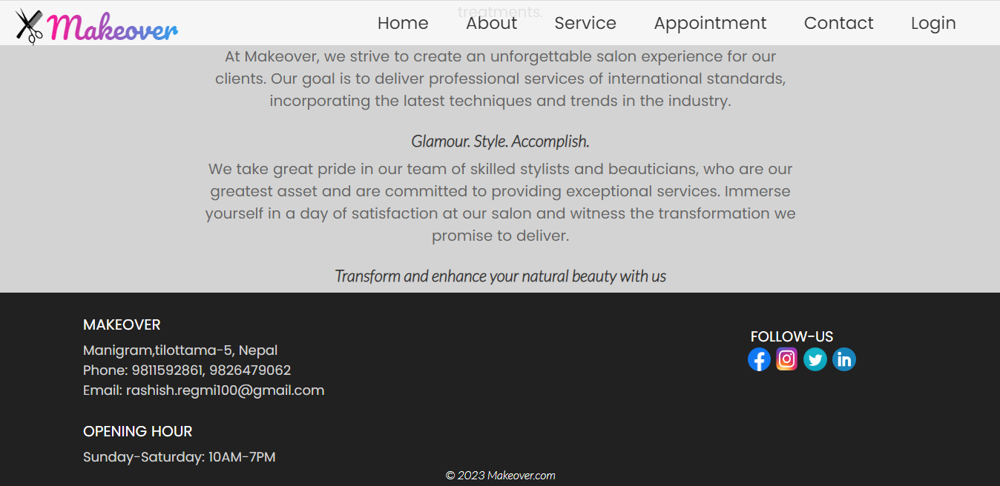 Makeover
Home About Service Appointment Contact Login
treatments.
At Makeover, we strive to create an unforgettable salon experience for our
clients. Our goal is to deliver professional services of international standards,
incorporating the latest techniques and trends in the industry.
Glamour. Style. Accomplish.
We take great pride in our team of skilled stylists and beauticians, who are our
greatest asset and are committed to providing exceptional services. Immerse
yourself in a day of satisfaction at our salon and witness the transformation we
promise to deliver.
Transform and enhance your natural beauty with us
MAKEOVER
Manigram,tilottama-5, Nepal
Phone: 9811592861, 9826479062
Email: rashish.regmi100@gmail.com
OPENING HOUR
Sunday-Saturday: 10AM-7PM
FOLLOW-US
© 2023 Makeover.com